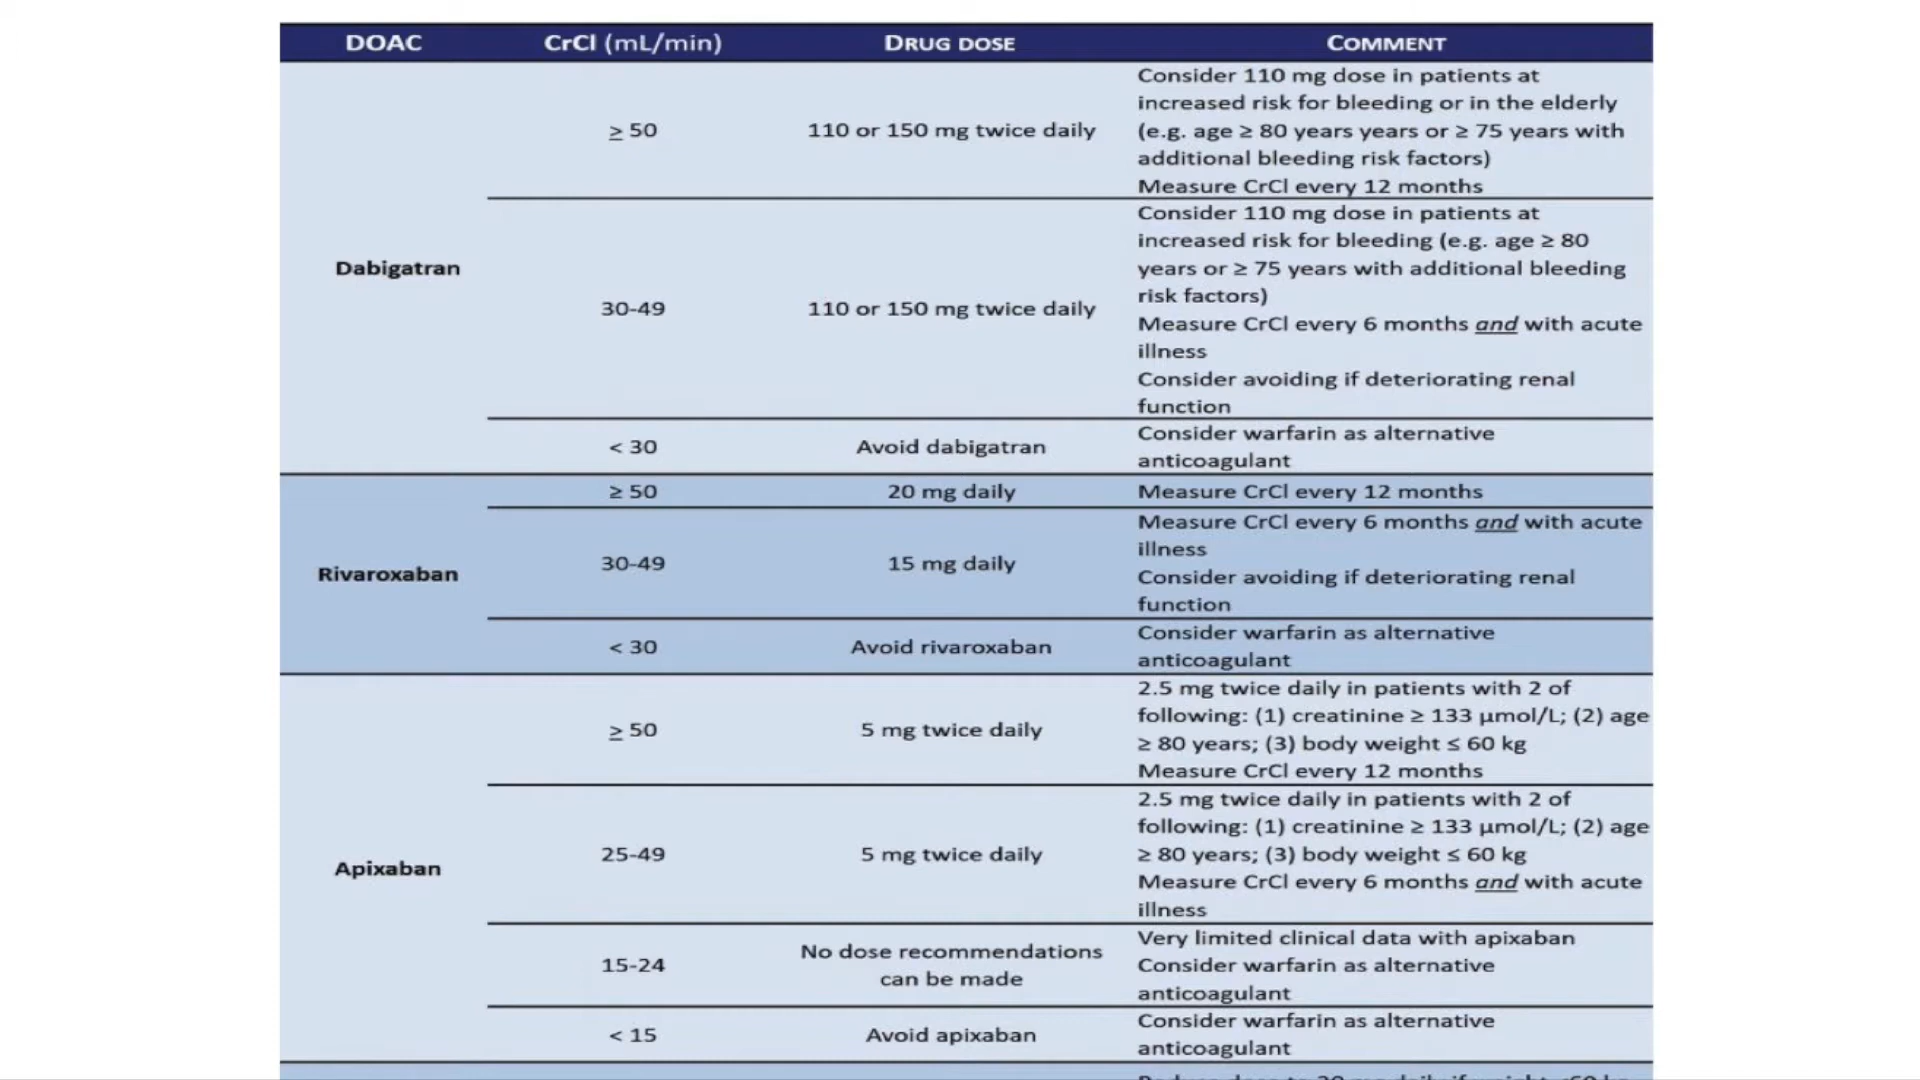 DOAC CrCl (mL/min) DRUG DOSE COMMENT
Dabigatran
≥ 50
110 or 150 mg twice daily
Consider 110 mg dose in patients at
increased risk for bleeding or in the elderly
(e.g. age ≥ 80 years years or ≥ 75 years with
additional bleeding risk factors)
Measure CrCl every 12 months
30-49
110 or 150 mg twice daily
Consider 110 mg dose in patients at
increased risk for bleeding (e.g. age ≥ 80
years or ≥ 75 years with additional bleeding
risk factors)
Measure CrCl every 6 months and with acute
illness
Consider avoiding if deteriorating renal
function
< 30
Avoid dabigatran
Consider warfarin as alternative
anticoagulant
Rivaroxaban
≥ 50
20 mg daily
Measure CrCl every 12 months
30-49
15 mg daily
Measure CrCl every 6 months and with acute
illness
Consider avoiding if deteriorating renal
function
< 30
Avoid rivaroxaban
Consider warfarin as alternative
anticoagulant
Apixaban
≥ 50
5 mg twice daily
2.5 mg twice daily in patients with 2 of
following: (1) creatinine ≥ 133 µmol/L; (2) age
≥ 80 years; (3) body weight ≤ 60 kg
Measure CrCl every 12 months
25-49
5 mg twice daily
2.5 mg twice daily in patients with 2 of
following: (1) creatinine ≥ 133 µmol/L; (2) age
≥ 80 years; (3) body weight ≤ 60 kg
Measure CrCl every 6 months and with acute
illness
15-24
No dose recommendations
can be made
Very limited clinical data with apixaban
Consider warfarin as alternative
anticoagulant
< 15
Avoid apixaban
Consider warfarin as alternative
anticoagulant